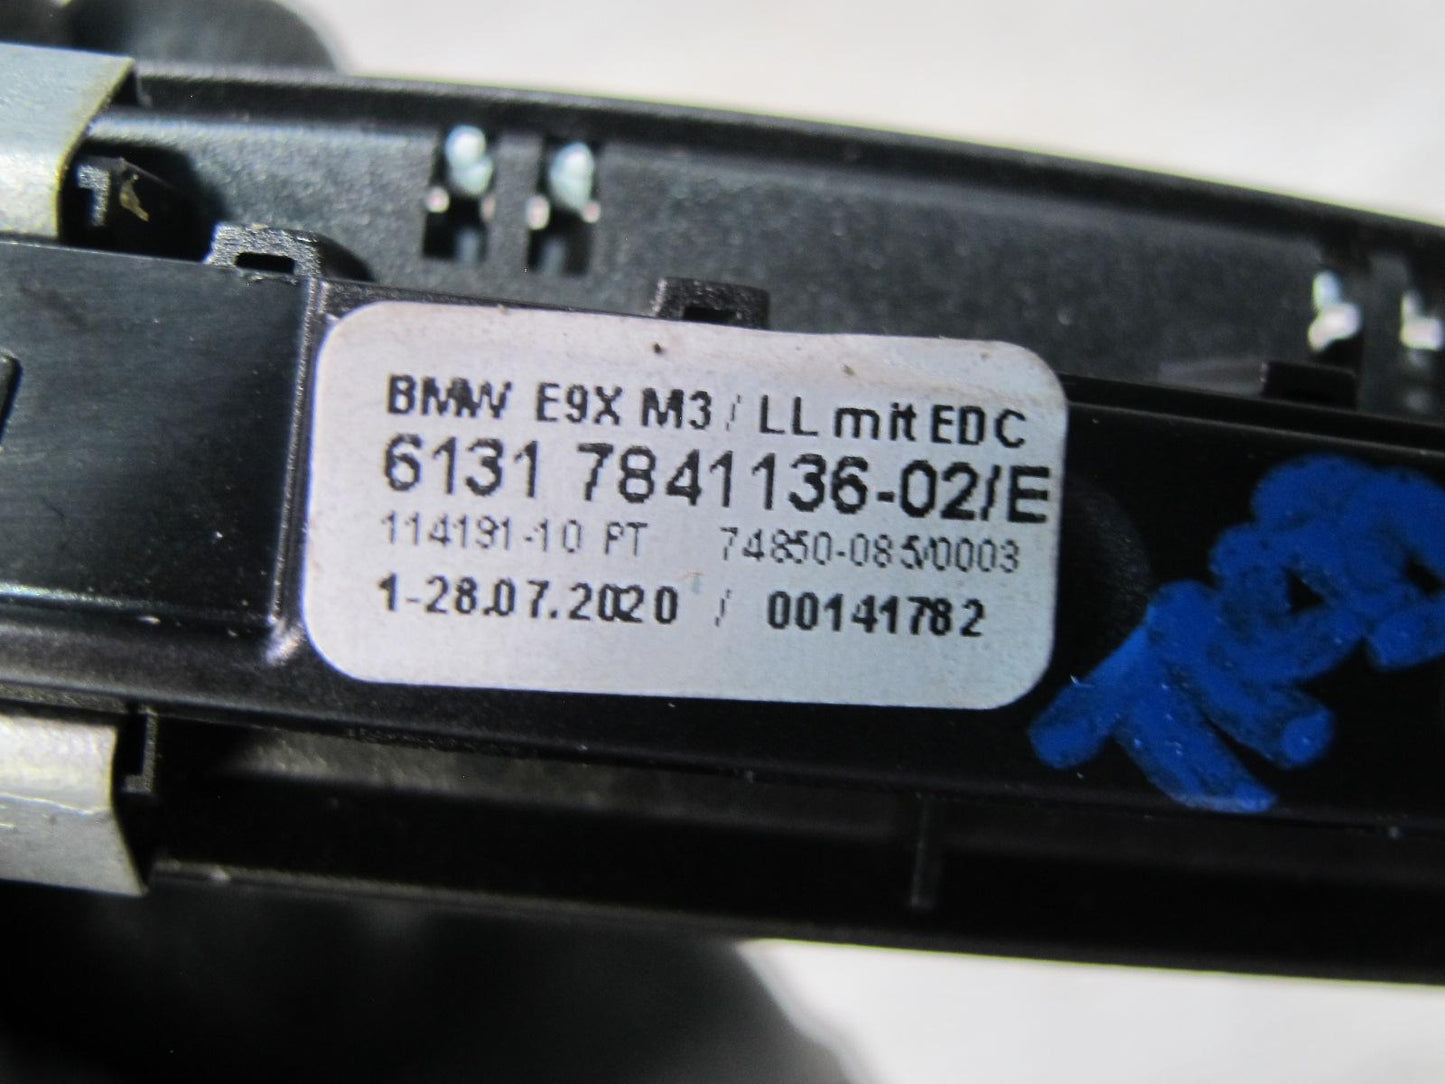 BMW E9X M3 / LL mit EDC
6131 7841136-02/E
114191-10 PT 74850-085/0003
1-28.07.2020 / 00141782